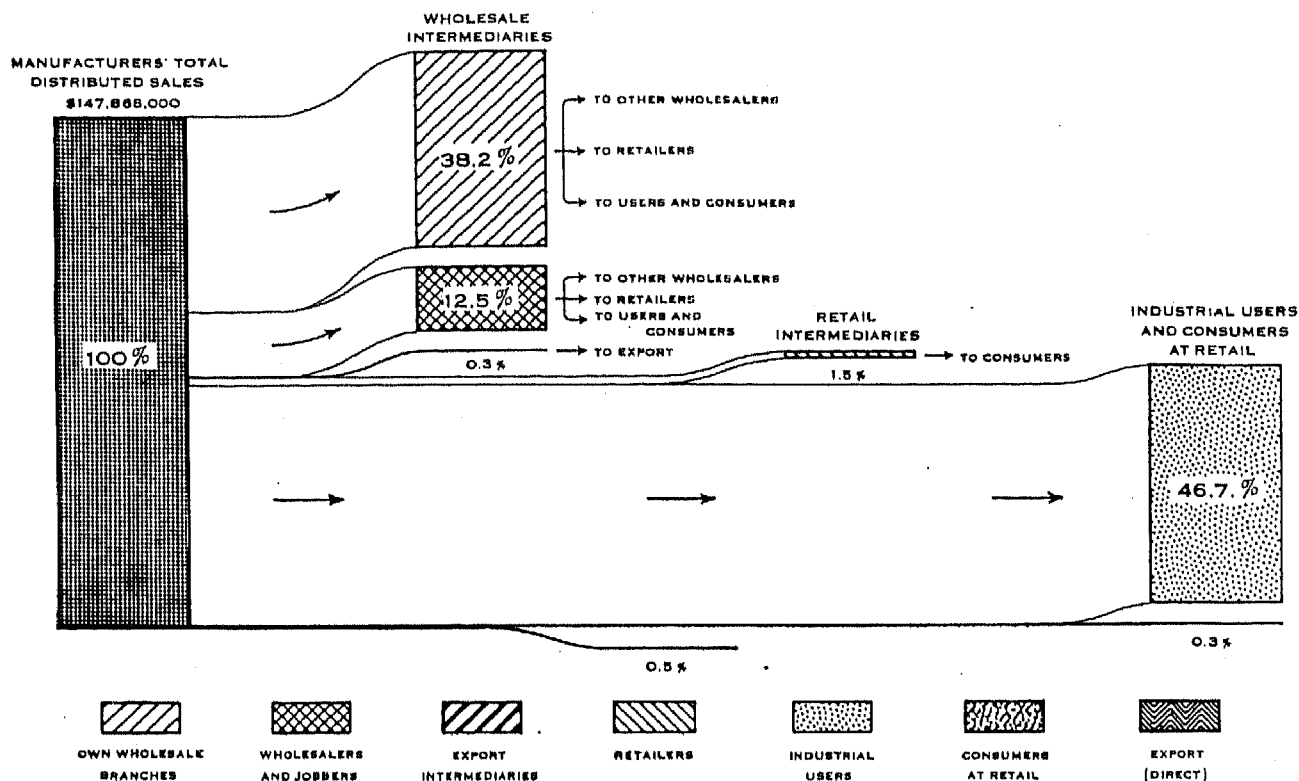 WHOLESALE
INTERMEDIARIES
MANUFACTURERS' TOTAL
DISTRIBUTED SALES
$147,868,000
38.2 %
TO OTHER WHOLESALERS
TO RETAILERS
TO USERS AND CONSUMERS
12.5 %
TO OTHER WHOLESALERS
TO RETAILERS
TO USERS AND
CONSUMERS
TO EXPORT
0.3 %
100 %
RETAIL
INTERMEDIARIES
TO CONSUMERS
1.5 %
INDUSTRIAL USERS
AND CONSUMERS
AT RETAIL
46.7. %
0.5 %
0.3 %
OWN WHOLESALE
BRANCHES
WHOLESALERS
AND JOBBERS
EXPORT
INTERMEDIARIES
RETAILERS
INDUSTRIAL
USERS
CONSUMERS
AT RETAIL
EXPORT
(DIRECT)